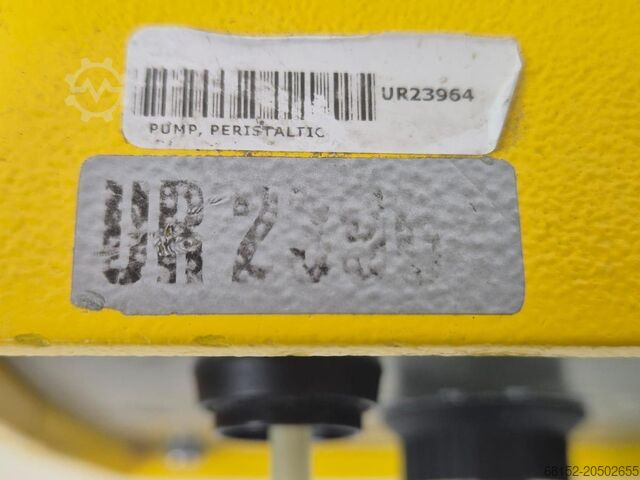 UR23964
PUMP, PERISTALTIC
68152-20502655